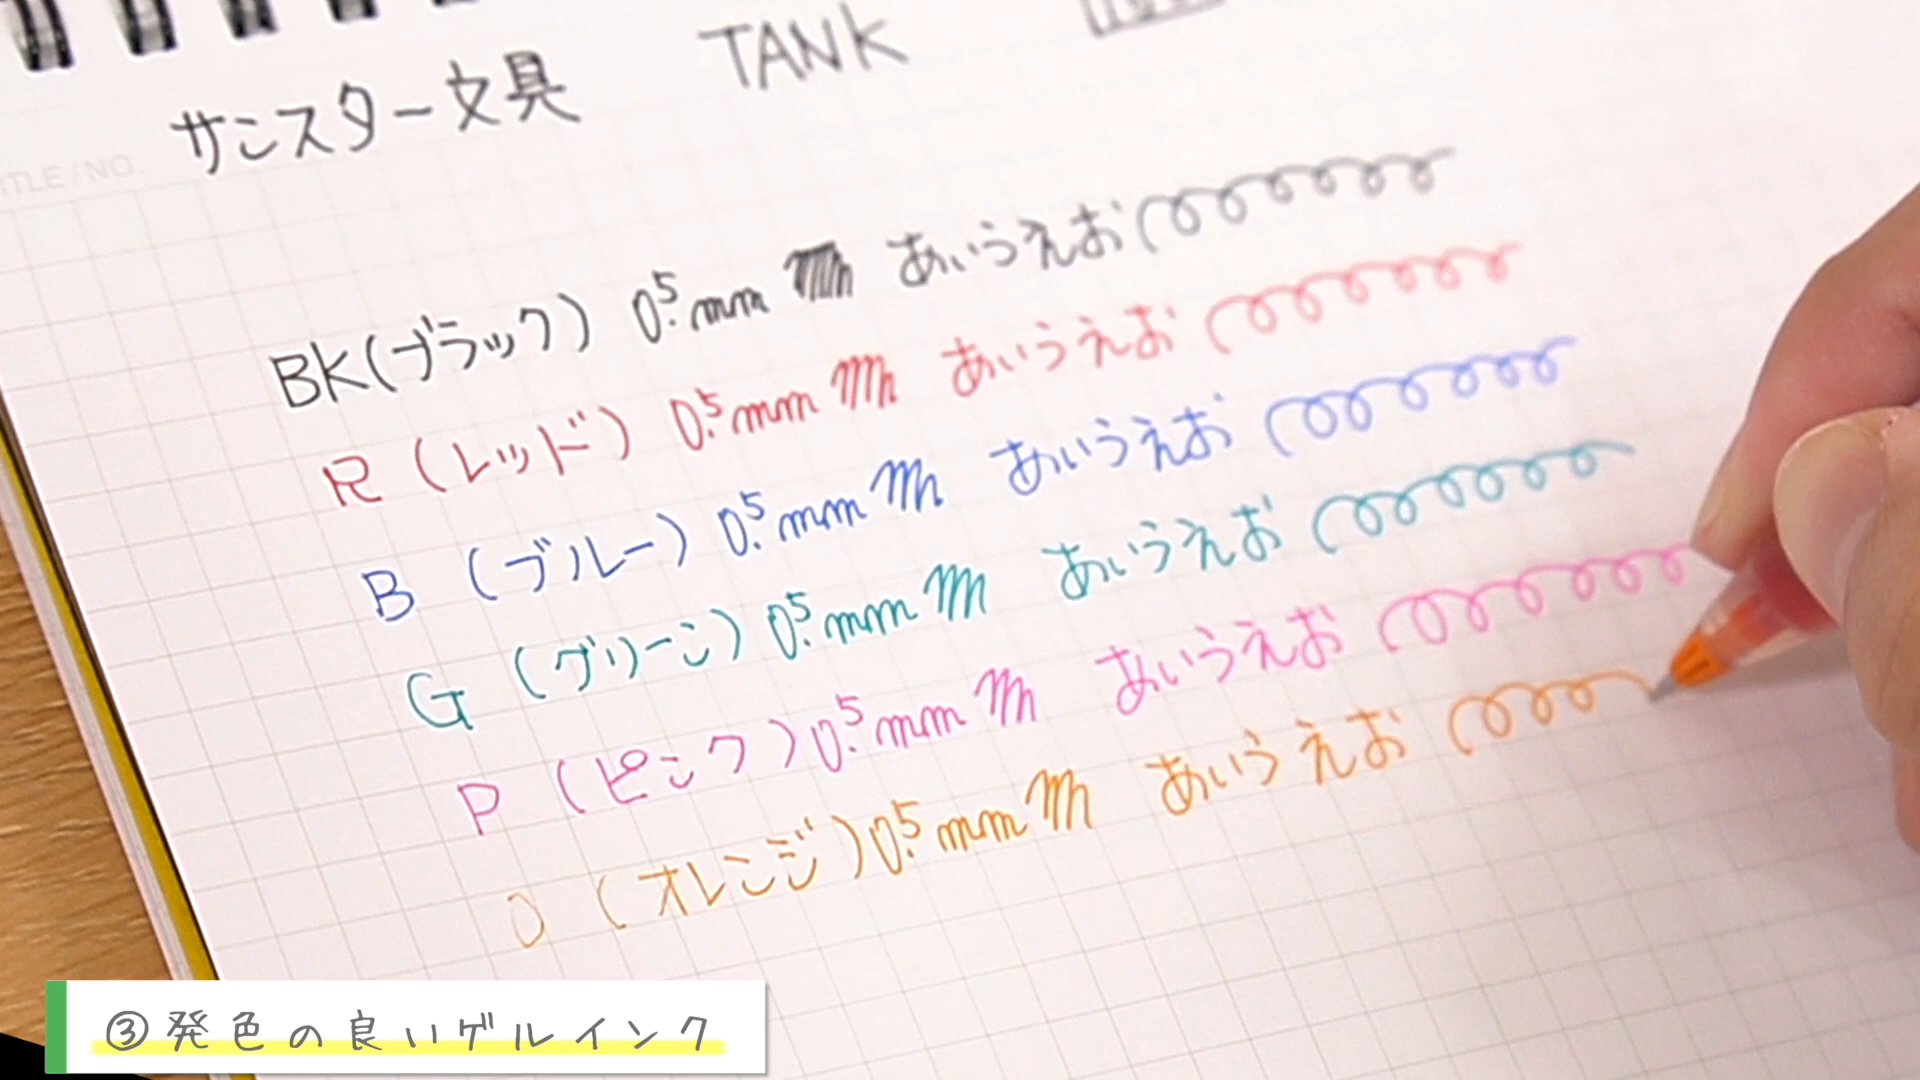 サンスター文具 TANK
TITLE/NO.
BK(ブラック) 0.5mm あいうえお
R (レッド) 0.5mm あいうえお
B (ブルー) 0.5mm あいうえお
G (グリーン) 0.5mm あいうえお
P (ピンク) 0.5mm あいうえお
O (オレンジ) 0.5mm あいうえお
③発色の良いゲルインク